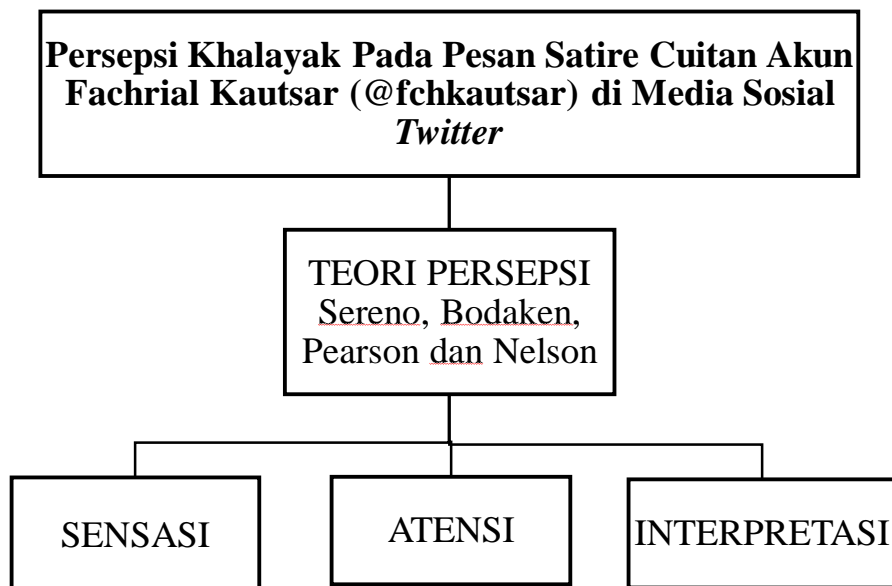 Persepsi Khalayak Pada Pesan Satire Cuitan Akun
Fachrial Kautsar (@fchkautsar) di Media Sosial
Twitter
TEORI PERSEPSI
Sereno, Bodaken,
Pearson dan Nelson
SENSASI
ATENSI
INTERPRETASI